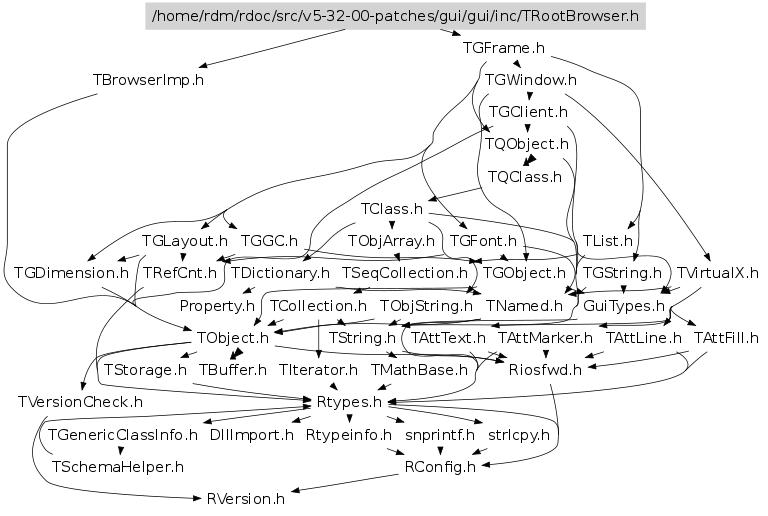 /home/rdm/rdoc/src/v5-32-00-patches/gui/gui/inc/TRootBrowser.h
TGFrame.h
TBrowserImp.h TGWindow.h
TGClient.h
TQObject.h
TQClass.h
TClass.h
TGLayout.h TGGC.h TObjArray.h TGFont.h TList.h
TGDimension.h TRefCnt.h TDictionary.h TSeqCollection.h TGObject.h TGString.h TVirtualX.h
Property.h TCollection.h TObjString.h TNamed.h GuiTypes.h
TObject.h TString.h TAttText.h TAttMarker.h TAttLine.h TAttFill.h
TStorage.h TBuffer.h TIterator.h TMathBase.h Riosfwd.h
TVersionCheck.h Rtypes.h
TGenericClassInfo.h DllImport.h Rtypeinfo.h snprintf.h strlcpy.h
TSchemaHelper.h RConfig.h
RVersion.h